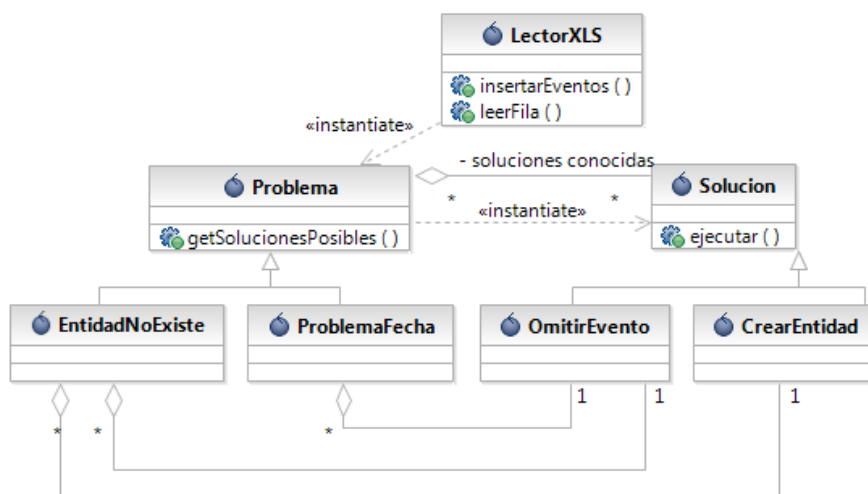 LectorXLS
insertarEventos ( )
leerFila ( )
«instantiate»
- soluciones conocidas
Problema
Solucion
* *
«instantiate»
getSolucionesPosibles ( )
ejecutar ( )
EntidadNoExiste
ProblemaFecha
OmitirEvento
CrearEntidad
1 1 1
* * *